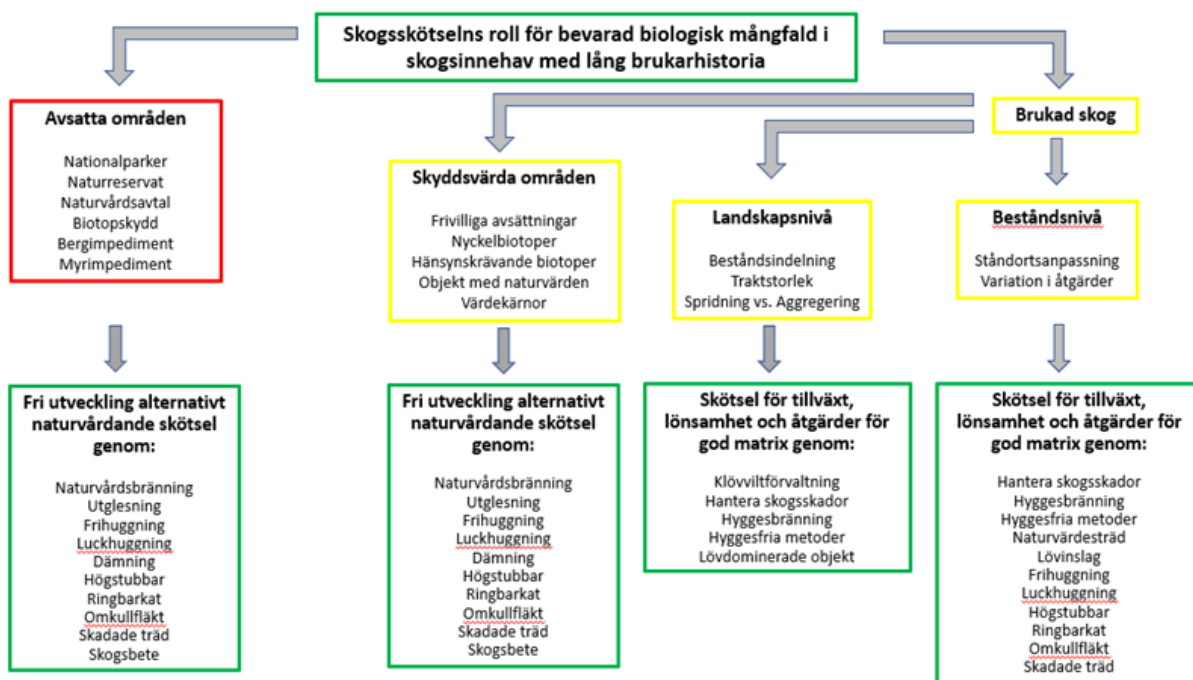 Skogsskötselns roll för bevarad biologisk mångfald i
skogsinnehav med lång brukarhistoria
Avsatta områden
Nationalparker
Naturreservat
Naturvårdsavtal
Biotopskydd
Bergimpediment
Myrimpediment
Brukad skog
Skyddsvärda områden
Frivilliga avsättningar
Nyckelbiotoper
Hänsynskrävande biotoper
Objekt med naturvärden
Värdekärnor
Landskapsnivå
Beståndsindelning
Traktstorlek
Spridning vs. Aggregering
Beståndsnivå
Ståndortsanpassning
Variation i åtgärder
Fri utveckling alternativt
naturvårdande skötsel
genom:
Naturvårdsbränning
Utglesning
Frihuggning
Luckhuggning
Dämning
Högstubbar
Ringbarkat
Omkullfläkt
Skadade träd
Skogsbete
Fri utveckling alternativt
naturvårdande skötsel
genom:
Naturvårdsbränning
Utglesning
Frihuggning
Luckhuggning
Dämning
Högstubbar
Ringbarkat
Omkullfläkt
Skadade träd
Skogsbete
Skötsel för tillväxt,
lönsamhet och åtgärder för
god matrix genom:
Klövviltförvaltning
Hantera skogsskador
Hyggesbränning
Hyggesfria metoder
Lövdominerade objekt
Skötsel för tillväxt,
lönsamhet och åtgärder för
god matrix genom:
Hantera skogsskador
Hyggesbränning
Hyggesfria metoder
Naturvärdesträd
Lövinslag
Frihuggning
Luckhuggning
Högstubbar
Ringbarkat
Omkullfläkt
Skadade träd